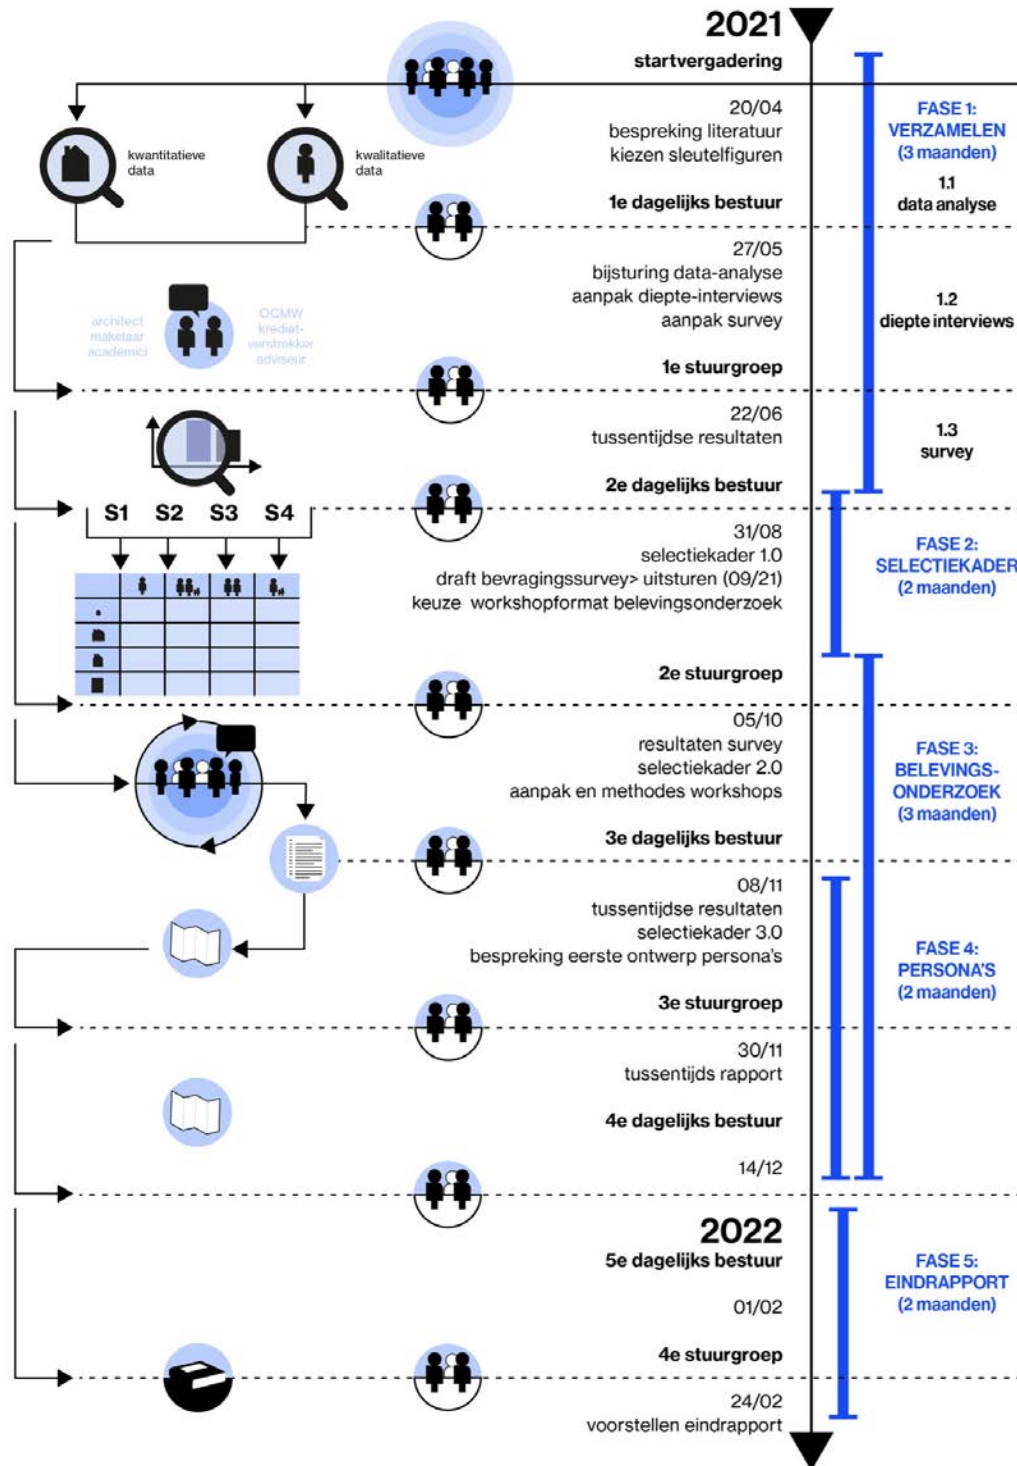 2021
startvergadering
20/04
bespreking literatuur
kiezen sleutelfiguren
kwantitatieve
data
kwalitatieve
data
FASE 1:
VERZAMELEN
(3 maanden)
1.1
data analyse
1e dagelijks bestuur
27/05
bijsturing data-analyse
aanpak diepte-interviews
aanpak survey
1.2
diepte interviews
architect
makelaar
academici
OCMW
krediet-
verstrekker
adviseur
1e stuurgroep
22/06
tussentijdse resultaten
1.3
survey
2e dagelijks bestuur
S1 S2 S3 S4
31/08
selectiekader 1.0
draft bevragingssurvey> uitsturen (09/21)
keuze workshopformat belevingsonderzoek
FASE 2:
SELECTIEKADER
(2 maanden)
2e stuurgroep
05/10
resultaten survey
selectiekader 2.0
aanpak en methodes workshops
FASE 3:
BELEVINGS-
ONDERZOEK
(3 maanden)
3e dagelijks bestuur
08/11
tussentijdse resultaten
selectiekader 3.0
bespreking eerste ontwerp persona's
FASE 4:
PERSONA'S
(2 maanden)
3e stuurgroep
30/11
tussentijds rapport
4e dagelijks bestuur
14/12
2022
5e dagelijks bestuur
01/02
FASE 5:
EINDRAPPORT
(2 maanden)
4e stuurgroep
24/02
voorstellen eindrapport